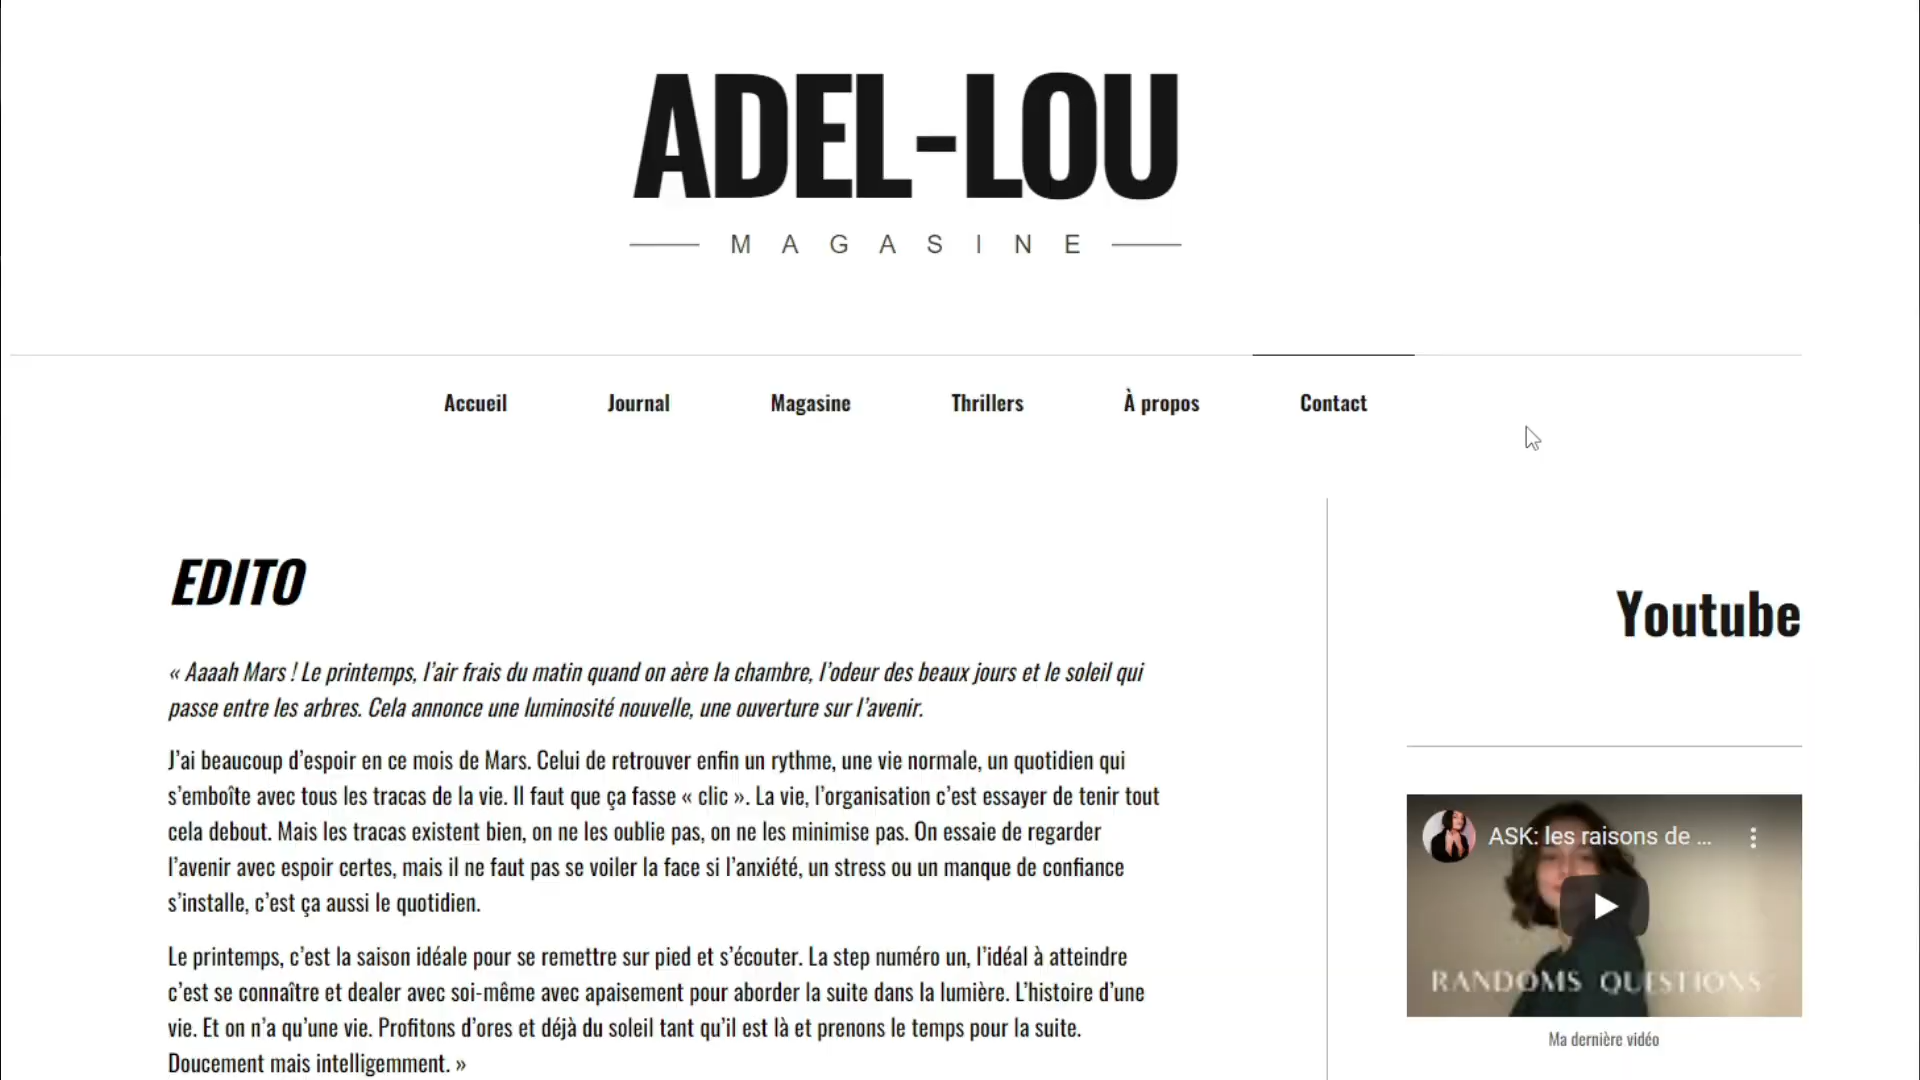 ADEL-LOU
MAGASINE
Accueil
Journal
Magasine
Thrillers
À propos
Contact
EDITO
« Aaaah Mars ! Le printemps, l’air frais du matin quand on aère la chambre, l’odeur des beaux jours et le soleil qui
passe entre les arbres. Cela annonce une luminosité nouvelle, une ouverture sur l’avenir.
J’ai beaucoup d’espoir en ce mois de Mars. Celui de retrouver enfin un rythme, une vie normale, un quotidien qui
s’emboîte avec tous les tracas de la vie. Il faut que ça fasse « clic ». La vie, l’organisation c’est essayer de tenir tout
cela debout. Mais les tracas existent bien, on ne les oublie pas, on ne les minimise pas. On essaie de regarder
l’avenir avec espoir certes, mais il ne faut pas se voiler la face si l’anxiété, un stress ou un manque de confiance
s’installe, c’est ça aussi le quotidien.
Le printemps, c’est la saison idéale pour se remettre sur pied et s’écouter. La step numéro un, l’idéal à atteindre
c’est se connaître et dealer avec soi-même avec apaisement pour aborder la suite dans la lumière. L’histoire d’une
vie. Et on n’a qu’une vie. Profitons d’ores et déjà du soleil tant qu’il est là et prenons le temps pour la suite.
Doucement mais intelligemment. »
Youtube
ASK: les raisons de ...
RANDOMS QUESTIONS
Ma dernière vidéo